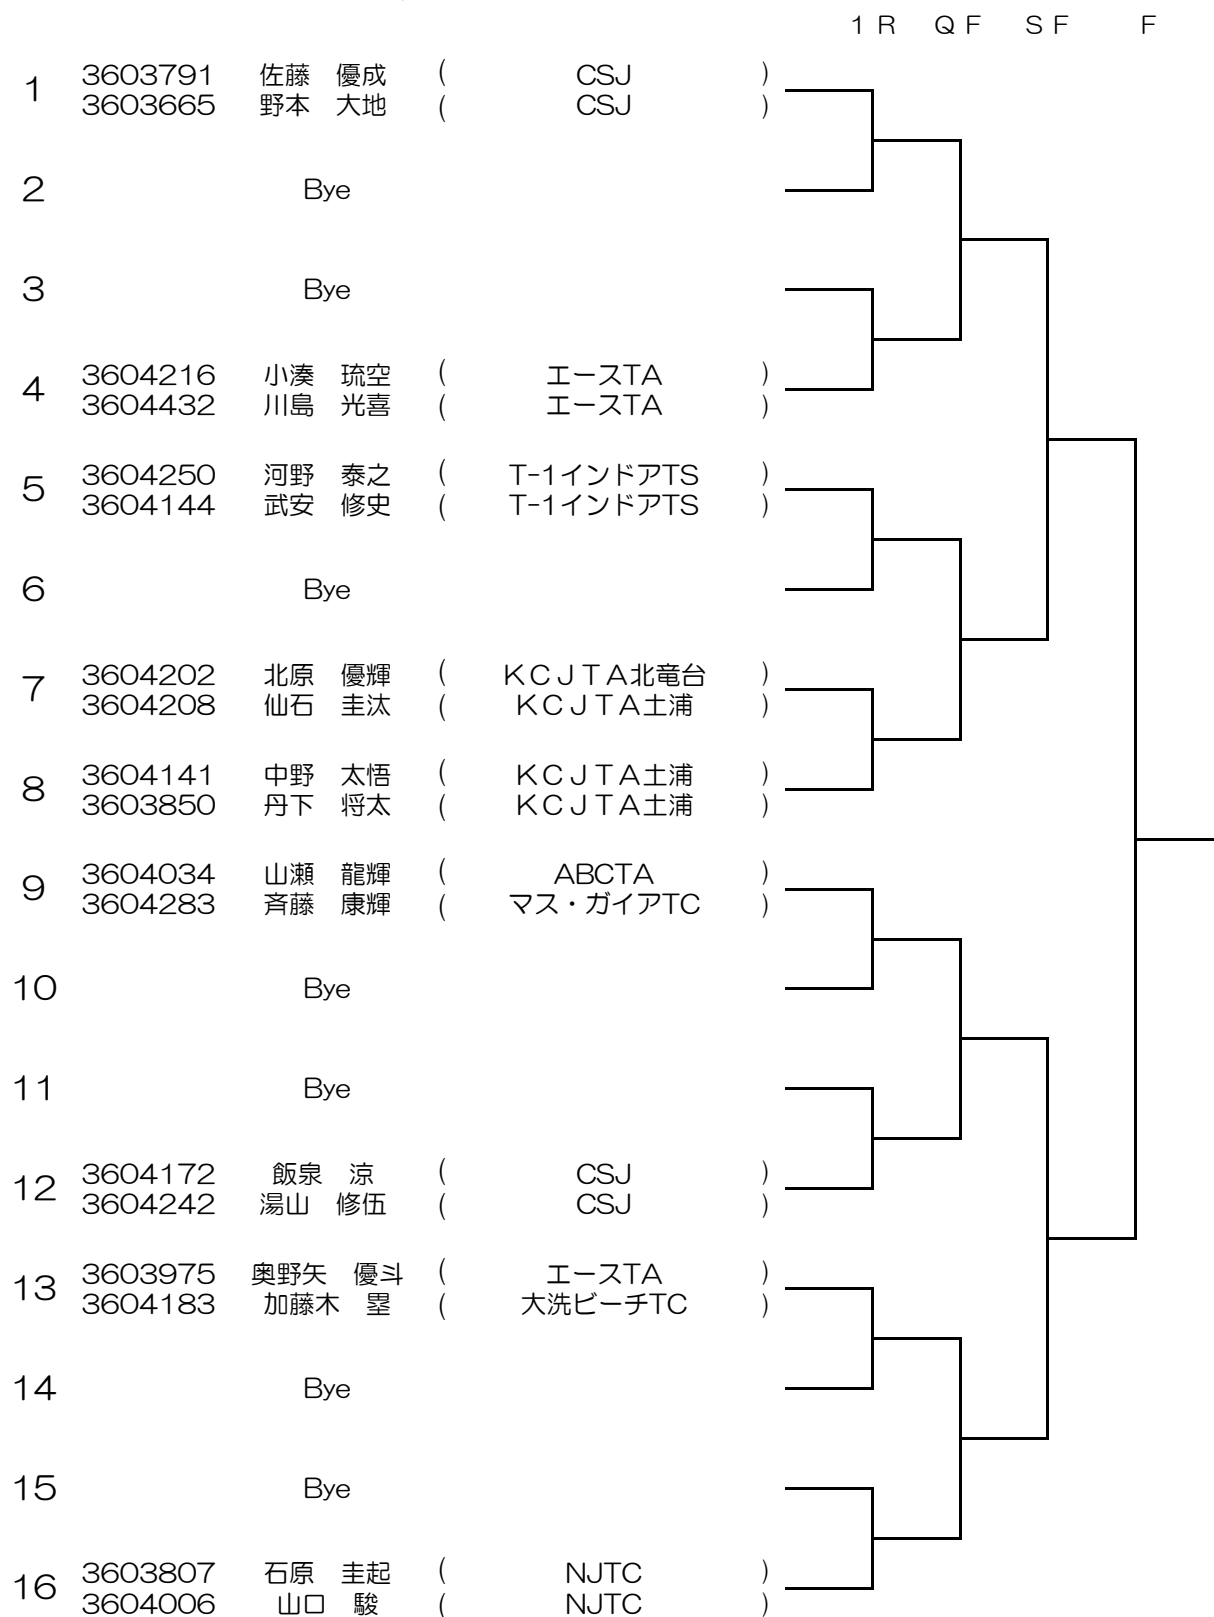 １Ｒ ＱＦ ＳＦ Ｆ
1 3603791 佐藤　優成 ( CSJ )
3603665 野本　大地 ( CSJ )
2 Bye
3 Bye
4 3604216 小湊　琉空 ( エースTA )
3604432 川島　光喜 ( エースTA )
5 3604250 河野　泰之 ( T-1インドアTS )
3604144 武安　修史 ( T-1インドアTS )
6 Bye
7 3604202 北原　優輝 ( ＫＣＪＴＡ北竜台 )
3604208 仙石　圭汰 ( ＫＣＪＴＡ土浦 )
8 3604141 中野　太悟 ( ＫＣＪＴＡ土浦 )
3603850 丹下　将太 ( ＫＣＪＴＡ土浦 )
9 3604034 山瀬　龍輝 ( ABCTA )
3604283 斉藤　康輝 ( マス・ガイアTC )
10 Bye
11 Bye
12 3604172 飯泉　涼 ( CSJ )
3604242 湯山　修伍 ( CSJ )
13 3603975 奥野矢　優斗 ( エースTA )
3604183 加藤木　塁 ( 大洗ビーチTC )
14 Bye
15 Bye
16 3603807 石原　圭起 ( NJTC )
3604006 山口　駿 ( NJTC )